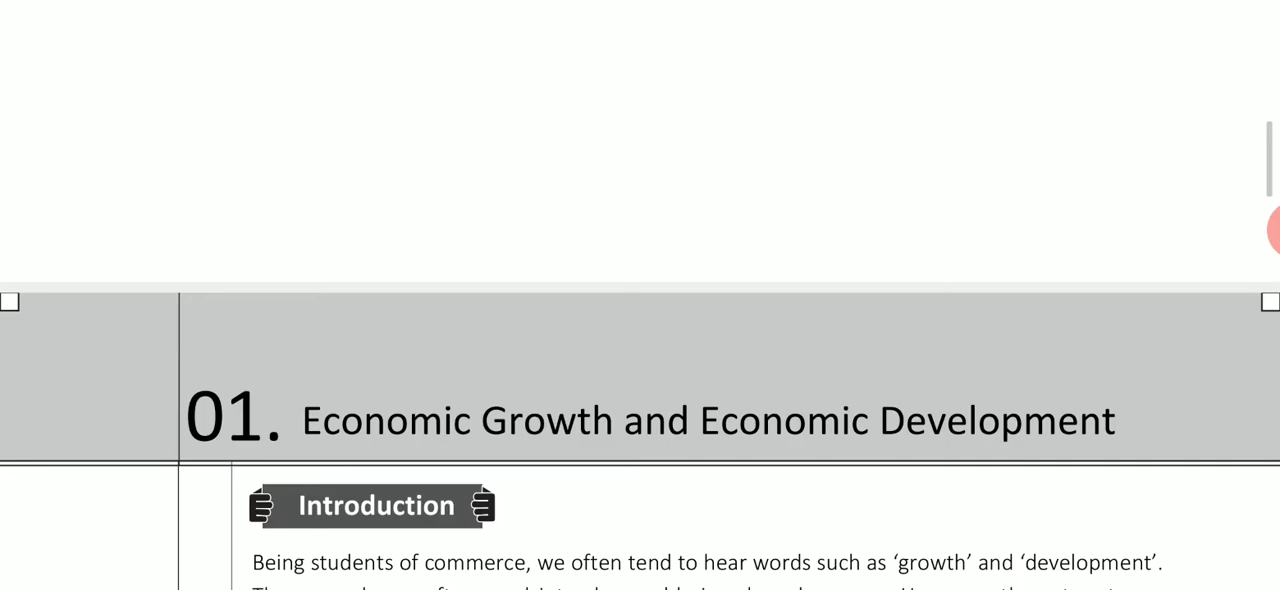 01. Economic Growth and Economic Development
Introduction
Being students of commerce, we often tend to hear words such as ‘growth’ and ‘development’.